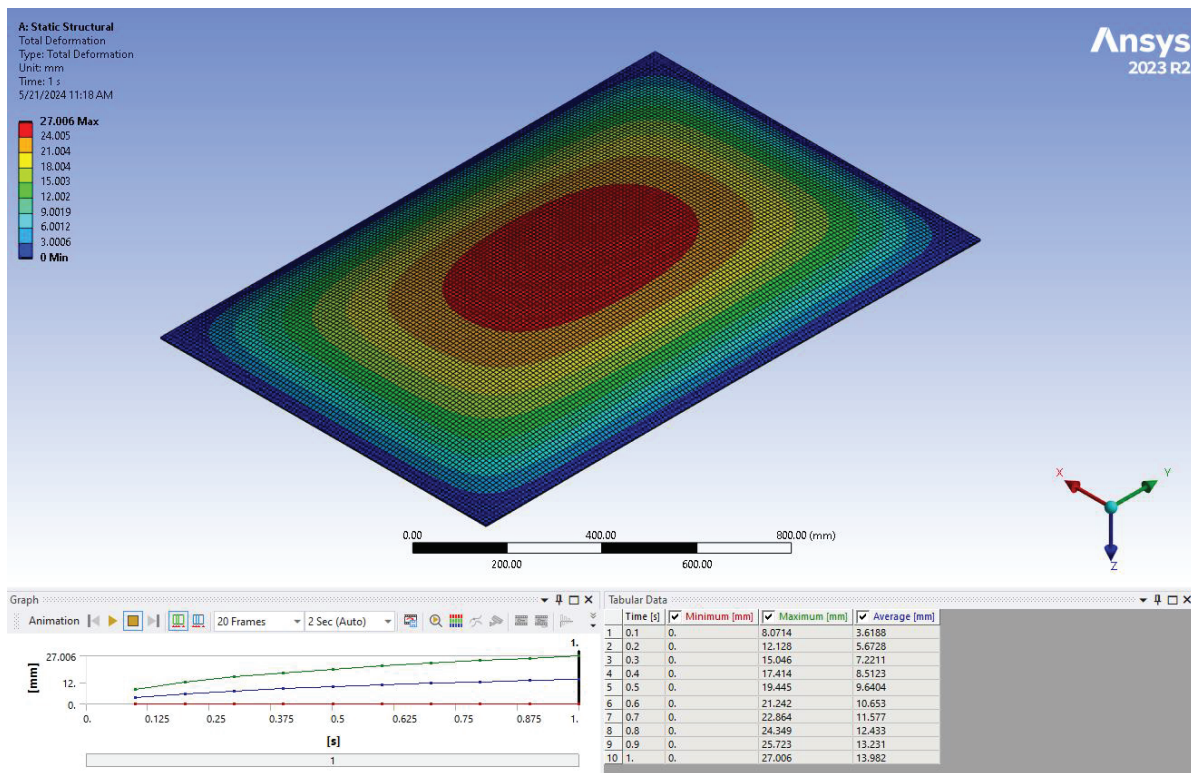 A: Static Structural
Total Deformation
Type: Total Deformation
Unit: mm
Time: 1 s
5/21/2024 11:18 AM
27.006 Max
24.005
21.004
18.004
15.003
12.002
9.0019
6.0012
3.0006
0 Min
Ansys
2023 R2
X
Y
Z
0.00 400.00 800.00 (mm)
200.00 600.00
Graph
Animation 20 Frames 2 Sec (Auto)
1.
27.006
[mm]
12.
0.
0. 0.125 0.25 0.375 0.5 0.625 0.75 0.875 1.
[s]
1
Tabular Data
Time [s] Minimum [mm] Maximum [mm] Average [mm]
1 0.1 0. 8.0714 3.6188
2 0.2 0. 12.128 5.6728
3 0.3 0. 15.046 7.2211
4 0.4 0. 17.414 8.5123
5 0.5 0. 19.445 9.6404
6 0.6 0. 21.242 10.653
7 0.7 0. 22.864 11.577
8 0.8 0. 24.349 12.433
9 0.9 0. 25.723 13.231
10 1. 0. 27.006 13.982